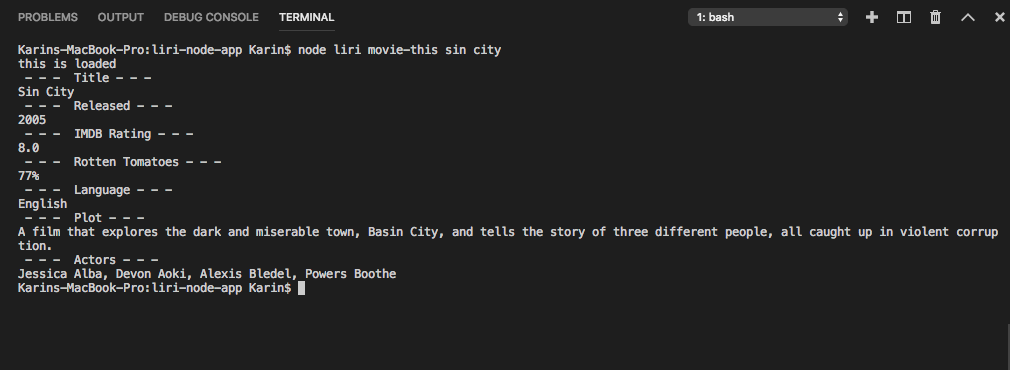 PROBLEMS OUTPUT DEBUG CONSOLE TERMINAL 1: bash
Karins-MacBook-Pro:liri-node-app Karin$ node liri movie-this sin city
this is loaded
- - - Title - - -
Sin City
- - - Released - - -
2005
- - - IMDB Rating - - -
8.0
- - - Rotten Tomatoes - - -
77%
- - - Language - - -
English
- - - Plot - - -
A film that explores the dark and miserable town, Basin City, and tells the story of three different people, all caught up in violent corrup
tion.
- - - Actors - - -
Jessica Alba, Devon Aoki, Alexis Bledel, Powers Boothe
Karins-MacBook-Pro:liri-node-app Karin$